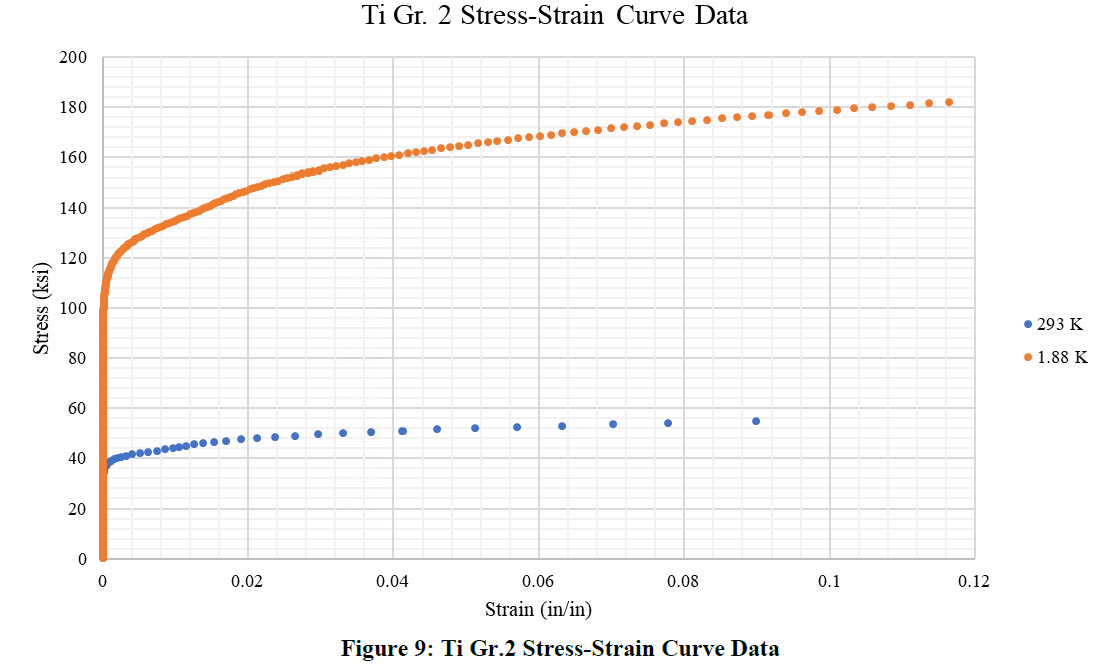 Ti Gr. 2 Stress-Strain Curve Data
200
180
160
140
120
100
80
60
40
20
0
Stress (ksi)
0 0.02 0.04 0.06 0.08 0.1 0.12
Strain (in/in)
293 K
1.88 K
Figure 9: Ti Gr.2 Stress-Strain Curve Data